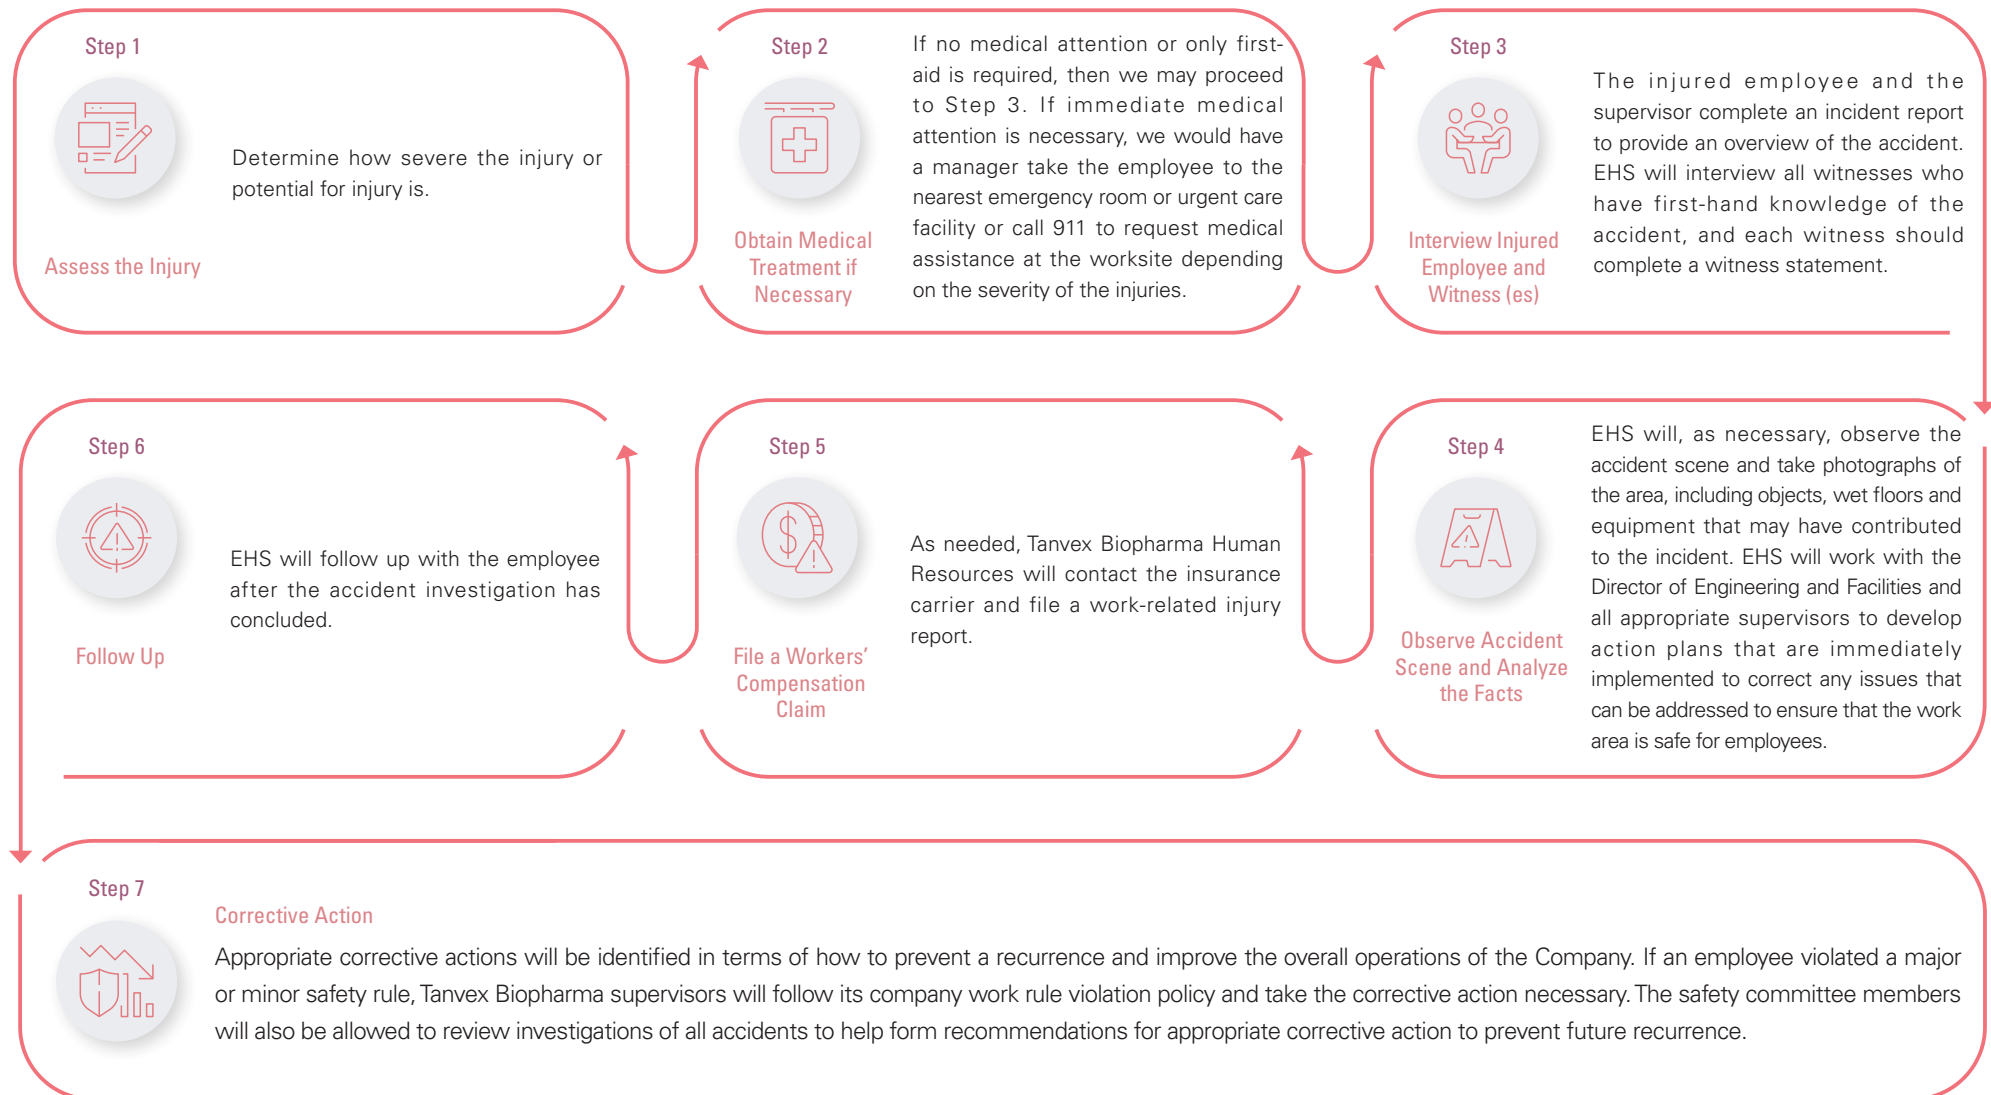 Step 1
Assess the Injury
Determine how severe the injury or
potential for injury is.
Step 2
Obtain Medical
Treatment if
Necessary
If no medical attention or only first-
aid is required, then we may proceed
to Step 3. If immediate medical
attention is necessary, we would have
a manager take the employee to the
nearest emergency room or urgent care
facility or call 911 to request medical
assistance at the worksite depending
on the severity of the injuries.
Step 3
Interview Injured
Employee and
Witness (es)
The injured employee and the
supervisor complete an incident report
to provide an overview of the accident.
EHS will interview all witnesses who
have first-hand knowledge of the
accident, and each witness should
complete a witness statement.
Step 4
Observe Accident
Scene and Analyze
the Facts
EHS will, as necessary, observe the
accident scene and take photographs of
the area, including objects, wet floors and
equipment that may have contributed
to the incident. EHS will work with the
Director of Engineering and Facilities and
all appropriate supervisors to develop
action plans that are immediately
implemented to correct any issues that
can be addressed to ensure that the work
area is safe for employees.
Step 5
File a Workers'
Compensation
Claim
As needed, Tanvex Biopharma Human
Resources will contact the insurance
carrier and file a work-related injury
report.
Step 6
Follow Up
EHS will follow up with the employee
after the accident investigation has
concluded.
Step 7
Corrective Action
Appropriate corrective actions will be identified in terms of how to prevent a recurrence and improve the overall operations of the Company. If an employee violated a major
or minor safety rule, Tanvex Biopharma supervisors will follow its company work rule violation policy and take the corrective action necessary. The safety committee members
will also be allowed to review investigations of all accidents to help form recommendations for appropriate corrective action to prevent future recurrence.